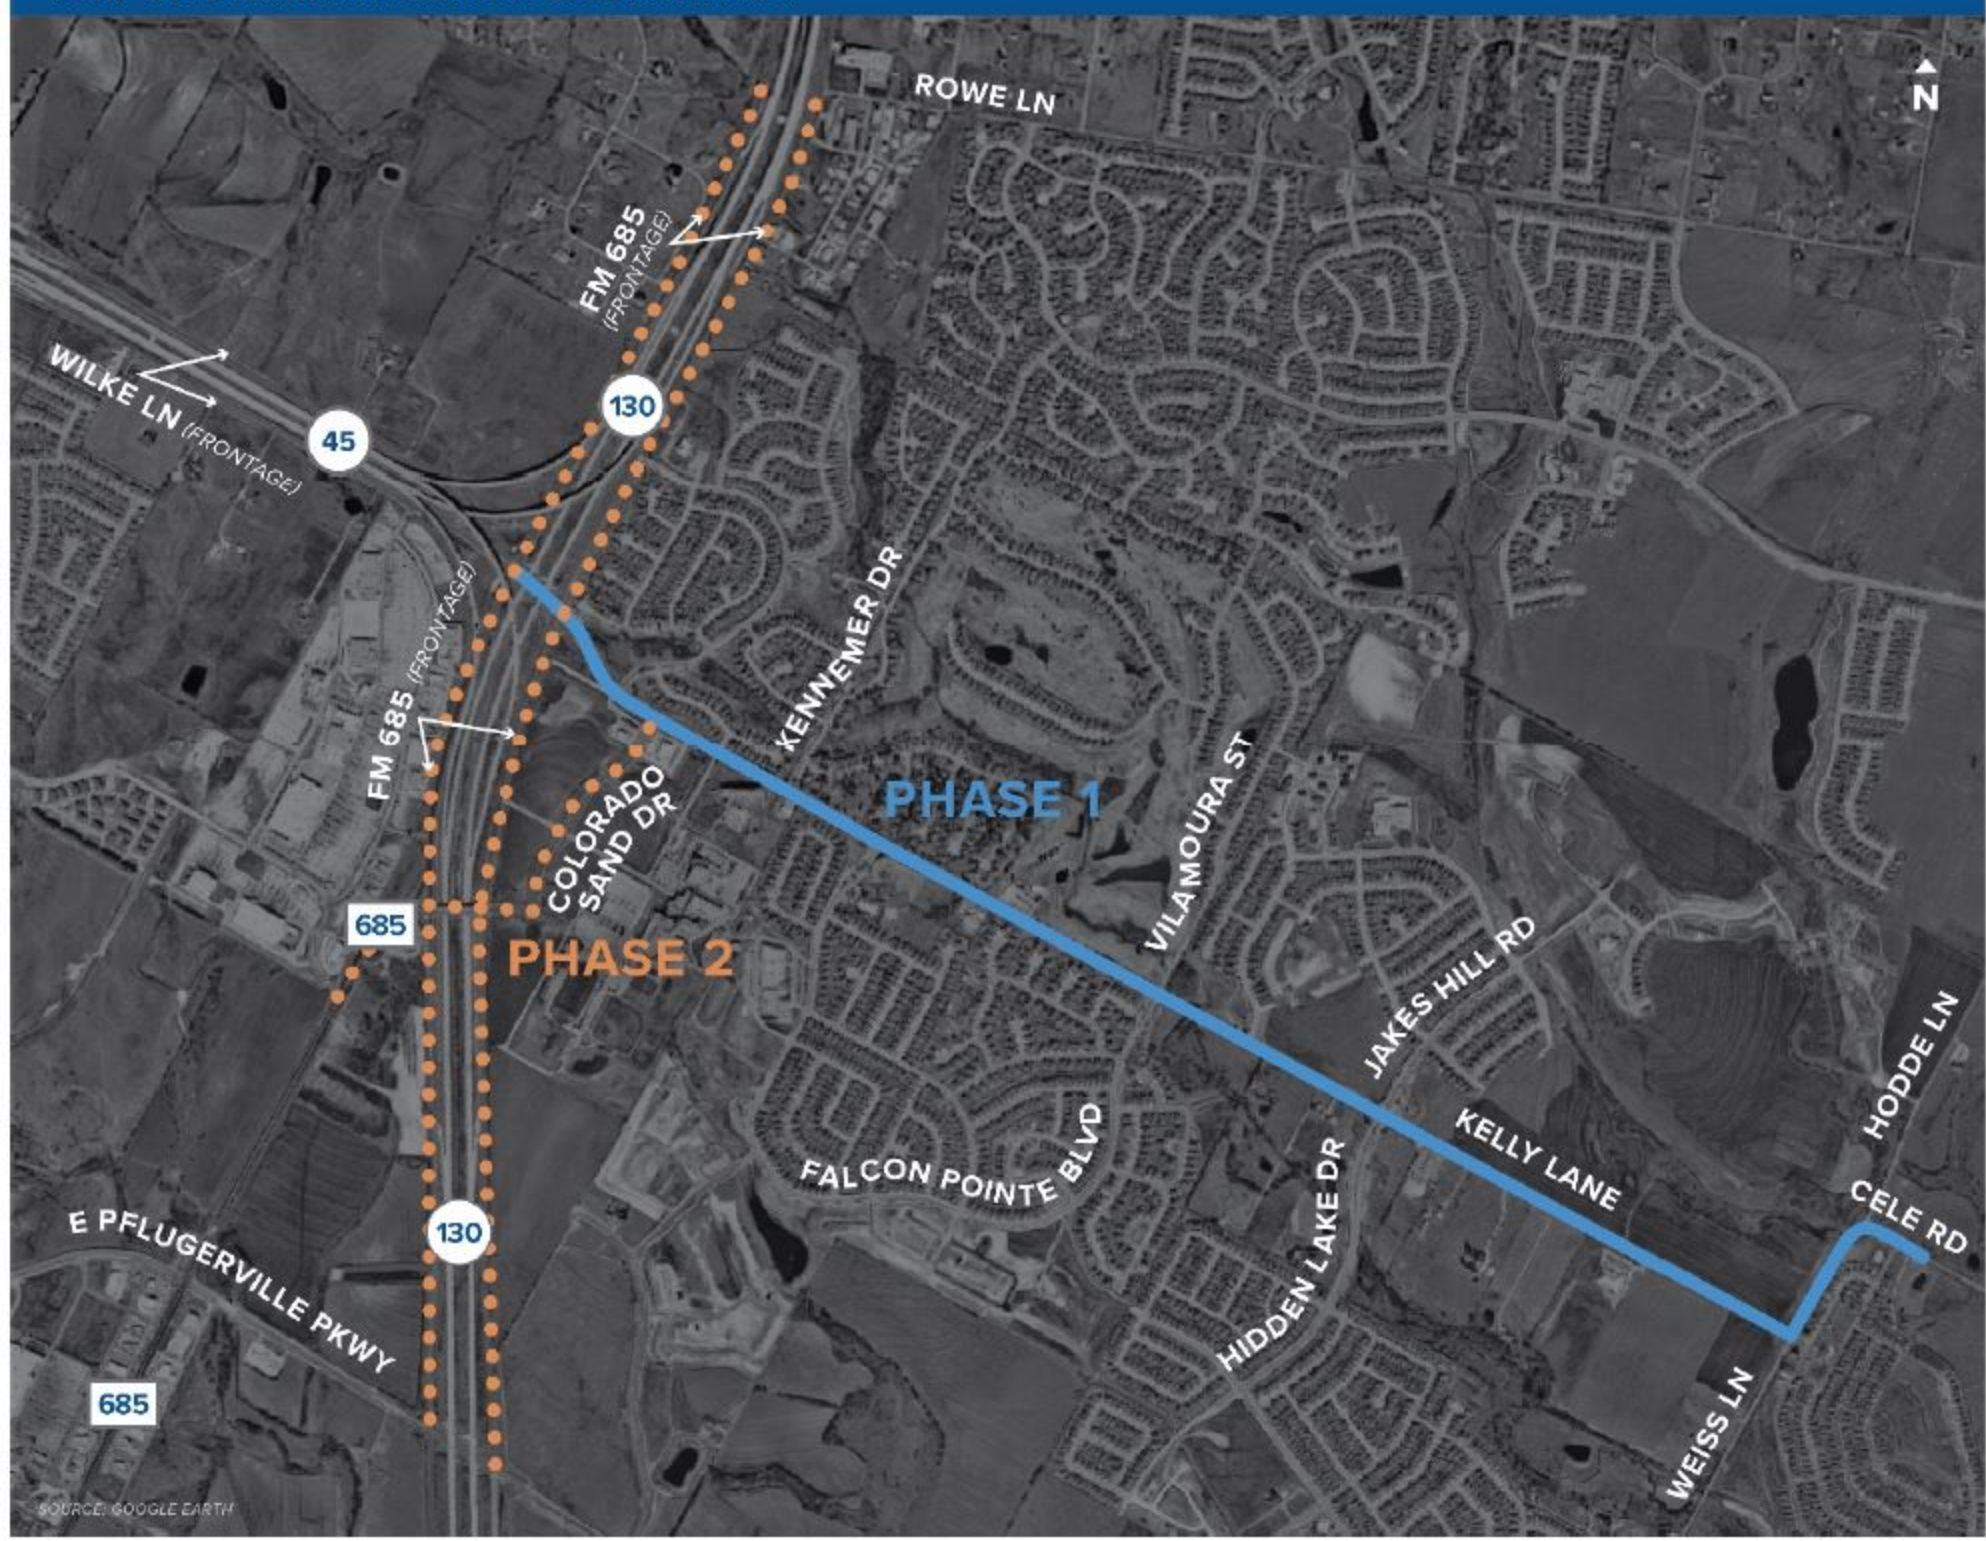 ROWE LN
N
FM 685
(FRONTAGE)
WILKE LN (FRONTAGE)
130
45
KENNEMER DR
FM 685 (FRONTAGE)
COLORADO
SAND DR
PHASE 1
VILAMOURA ST
685
PHASE 2
JAKES HILL RD
HODDE LN
KELLY LANE
FALCON POINTE BLVD
HIDDEN LAKE DR
CELE RD
E PFLUGERVILLE PKWY
130
685
WEISS LN
SOURCE: GOOGLE EARTH